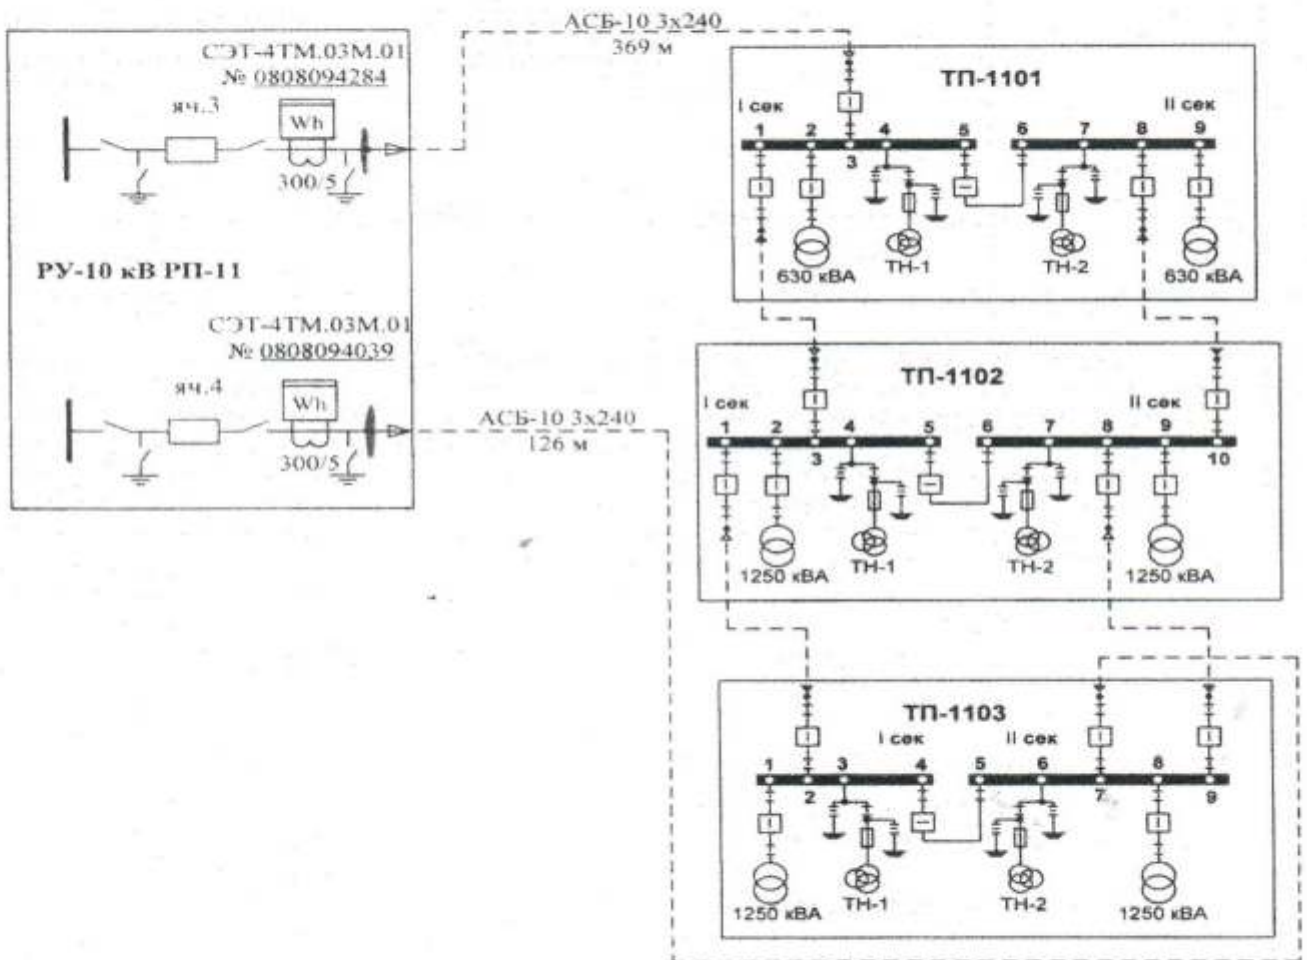 АСБ-10 3х240
369 м
СЭТ-4ТМ.03М.01
№ 0808094284
яч.3
Wh
300/5
РУ-10 кВ РП-11
СЭТ-4ТМ.03М.01
№ 0808094039
яч.4
Wh
300/5
АСБ-10 3х240
126 м
ТП-1101
I сек
II сек
1 2 3 4 5 6 7 8 9
630 кВА
ТН-1
ТН-2
630 кВА
ТП-1102
I сек
II сек
1 2 3 4 5 6 7 8 9 10
1250 кВА
ТН-1
ТН-2
1250 кВА
ТП-1103
I сек
II сек
1 2 3 4 5 6 7 8 9
1250 кВА
ТН-1
ТН-2
1250 кВА